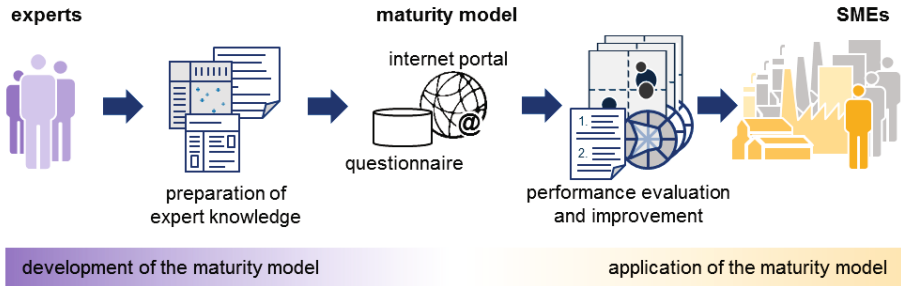 experts
maturity model
SMEs
internet portal
@
questionnaire
1.
2.
preparation of
expert knowledge
performance evaluation
and improvement
development of the maturity model
application of the maturity model